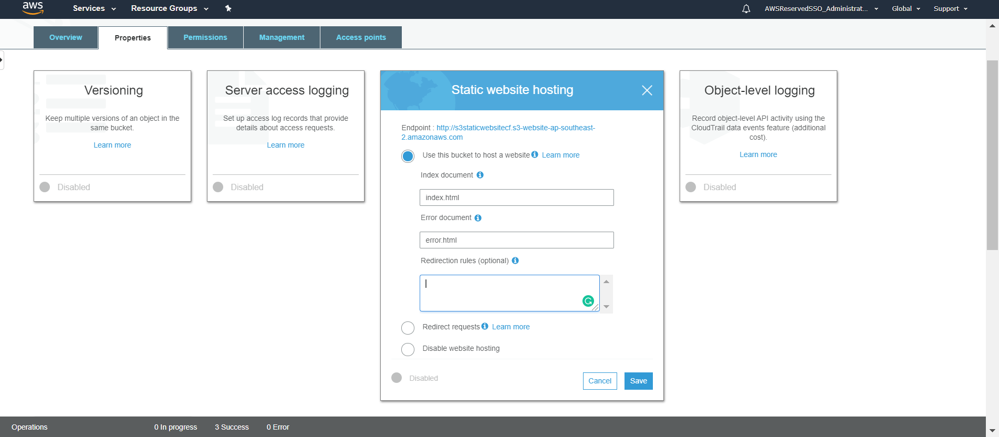 aws
Services
Resource Groups
AWSReservedSSO_Administrat...
Global
Support
Overview
Properties
Permissions
Management
Access points
Versioning
Keep multiple versions of an object in the
same bucket.
Learn more
Disabled
Server access logging
Set up access log records that provide
details about access requests.
Learn more
Disabled
Static website hosting
Endpoint : http://s3staticwebsitecf.s3-website-ap-southeast-
2.amazonaws.com
Use this bucket to host a website Learn more
Index document
index.html
Error document
error.html
Redirection rules (optional)
Redirect requests Learn more
Disable website hosting
Disabled
Cancel
Save
Object-level logging
Record object-level API activity using the
CloudTrail data events feature (additional
cost).
Learn more
Disabled
Operations
0 In progress
3 Success
0 Error